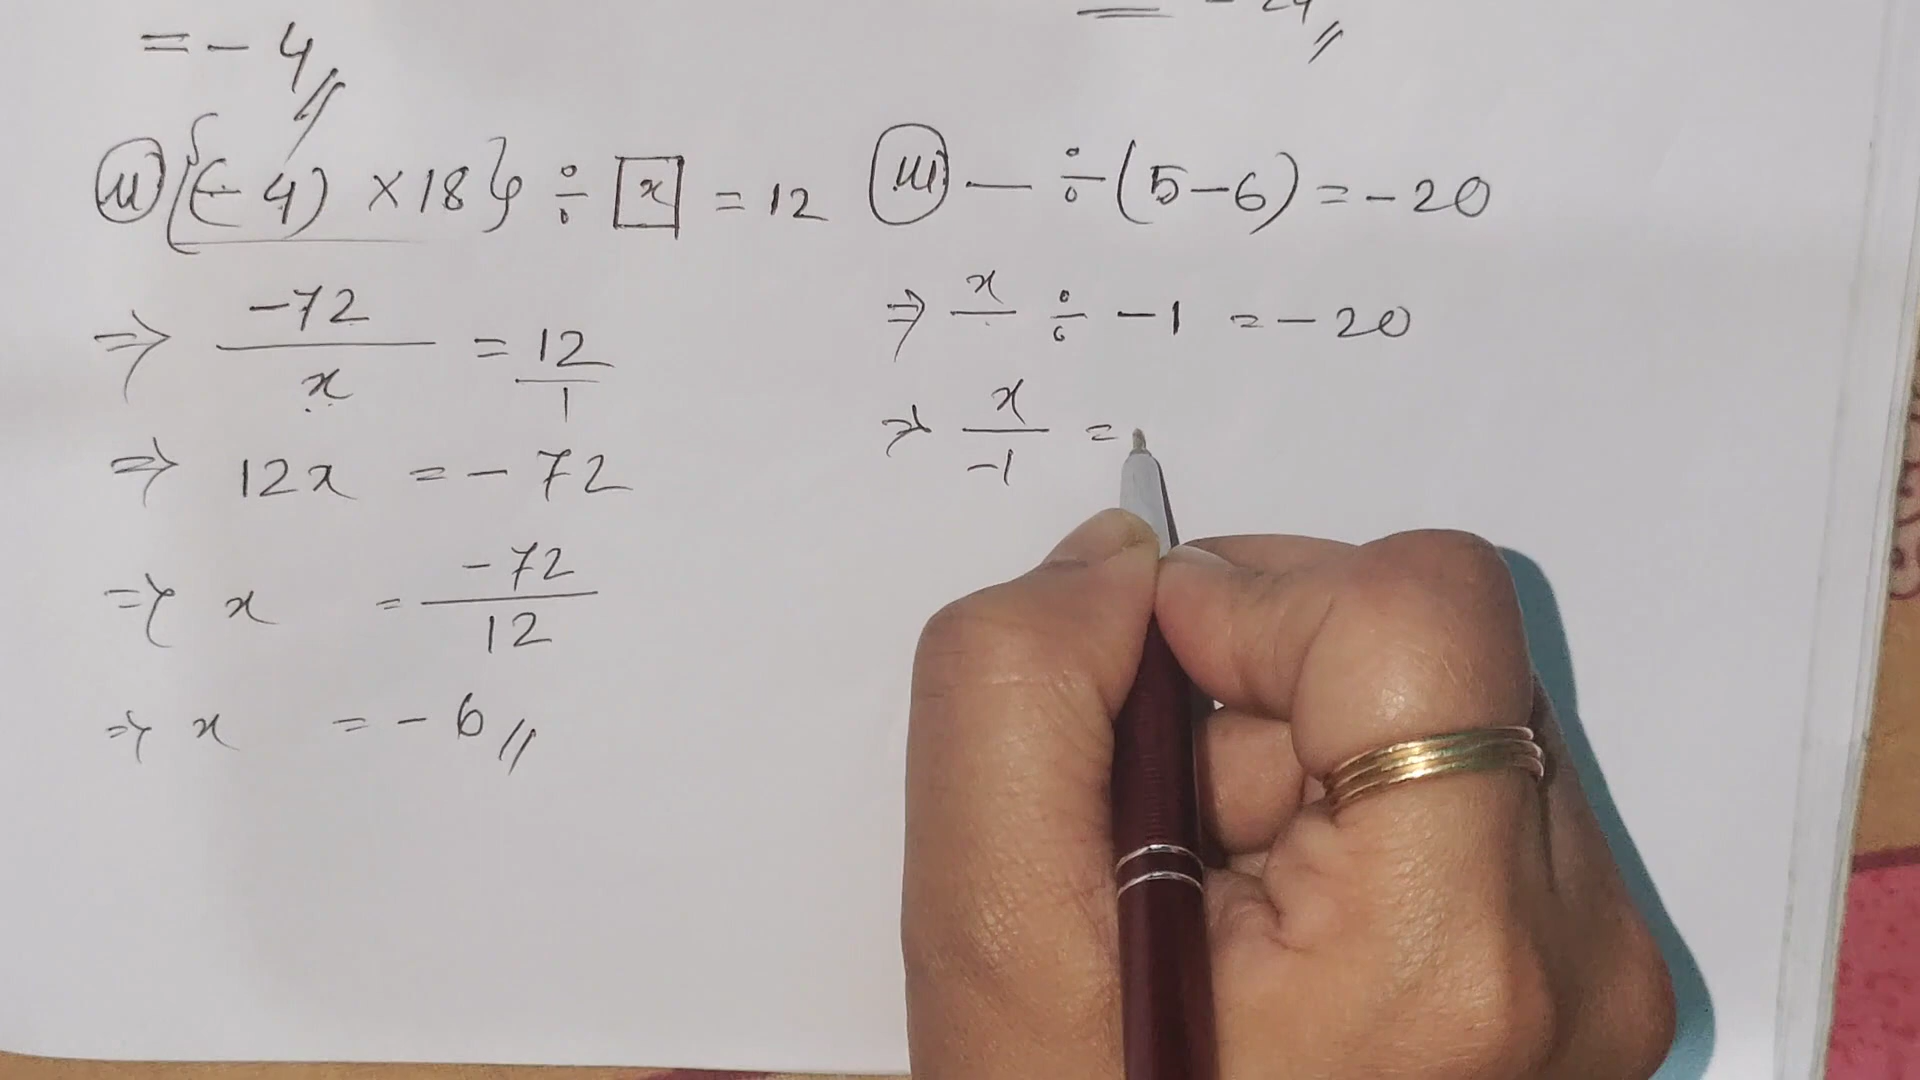 = - 4 //
= - 24 //
(ii) {(-4) × 18} ÷ [x] = 12
⇒ -72/x = 12/1
⇒ 12x = - 72
⇒ x = -72/12
⇒ x = - 6 //
(iii) — ÷ (5-6) = -20
⇒ x ÷ -1 = -20
⇒ x/-1 =